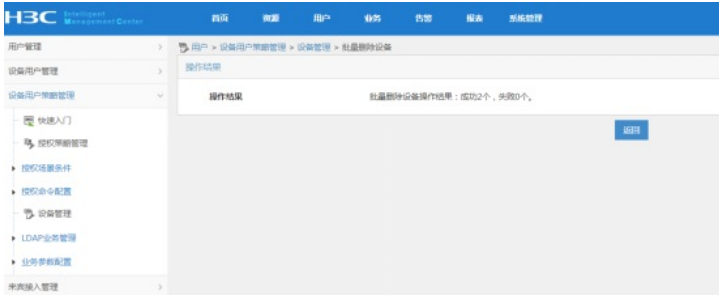 H3C Intelligent Management Center
首页 资源 用户 业务 告警 报表 系统管理
用户管理
设备用户管理
设备用户策略管理
快速入门
授权策略管理
授权场景条件
授权命令配置
设备管理
LDAP业务管理
业务参数配置
来宾接入管理
用户 > 设备用户策略管理 > 设备管理 > 批量删除设备
操作结果
操作结果 批量删除设备操作结果：成功2个，失败0个。
返回